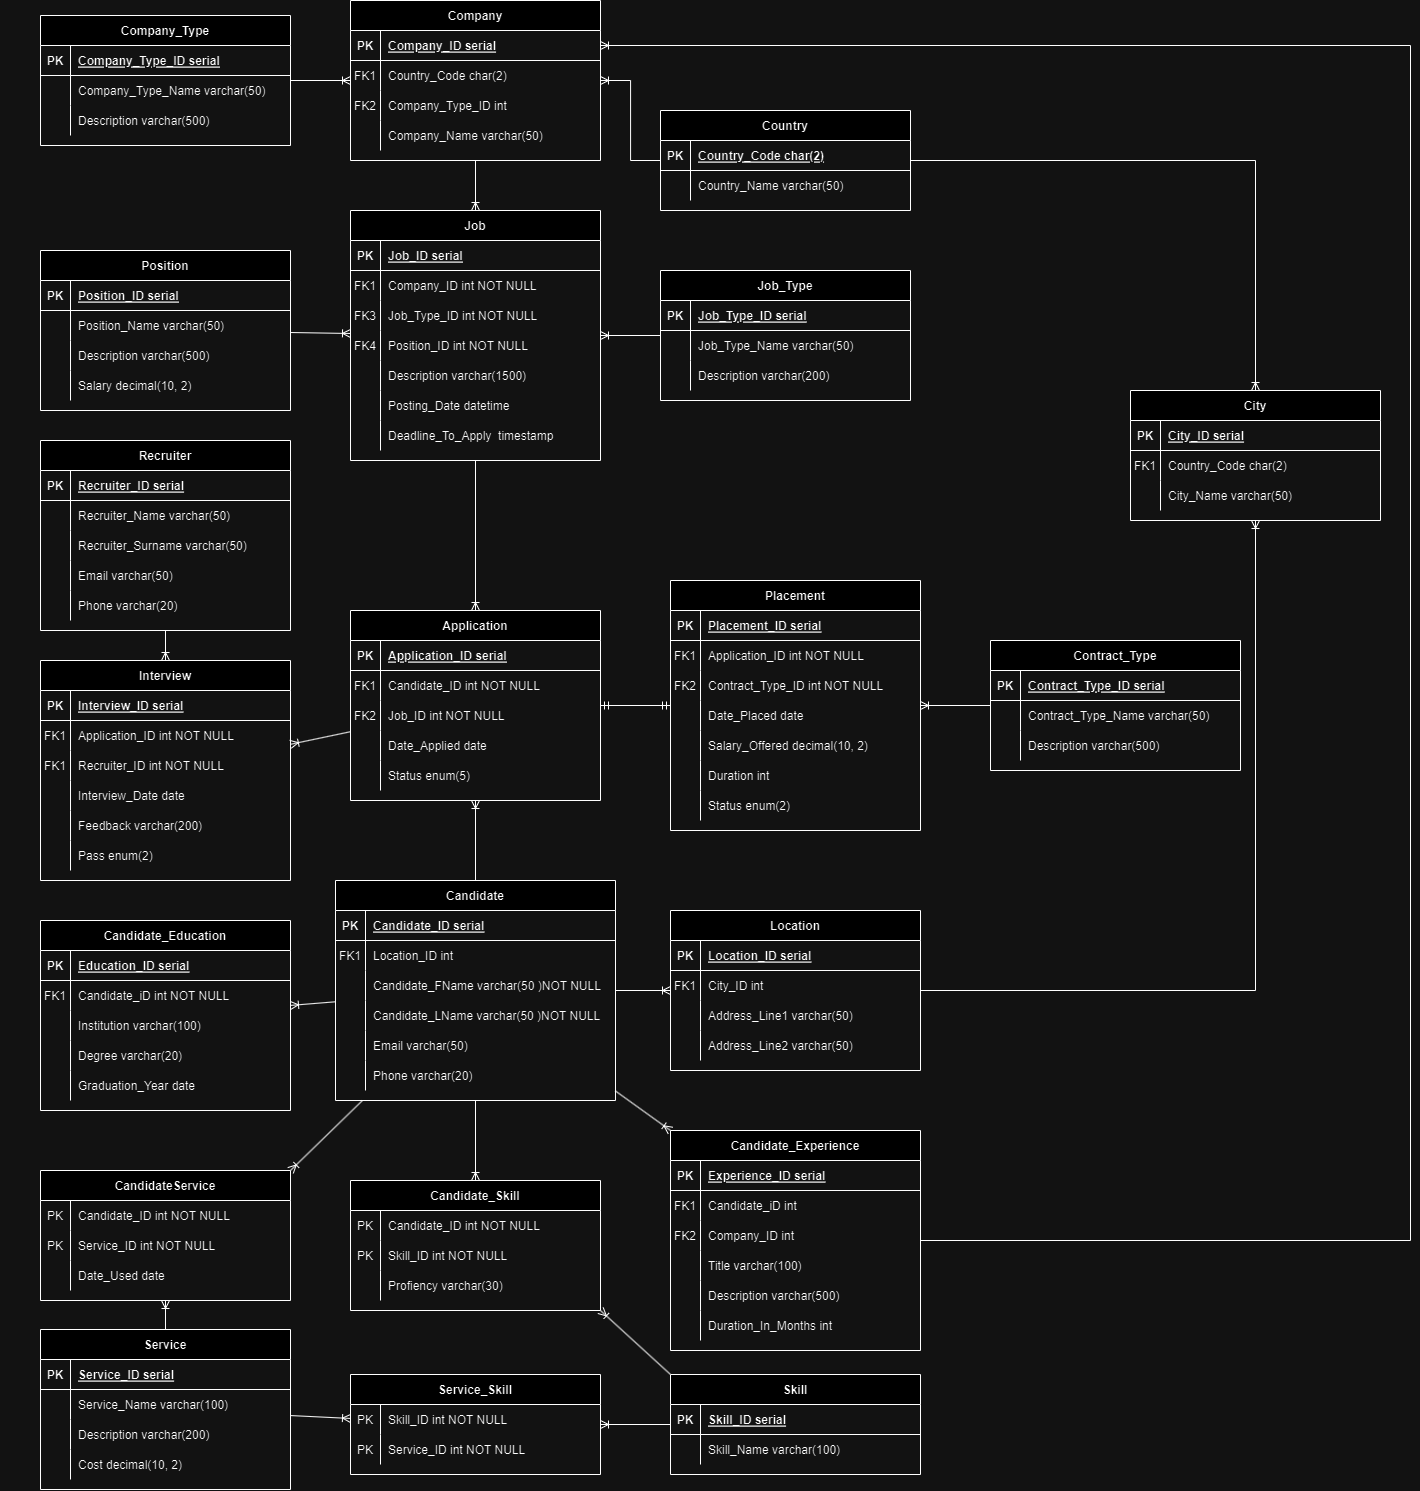 Company_Type
PK Company_Type_ID serial
Company_Type_Name varchar(50)
Description varchar(500)
Company
PK Company_ID serial
FK1 Country_Code char(2)
FK2 Company_Type_ID int
Company_Name varchar(50)
Country
PK Country_Code char(2)
Country_Name varchar(50)
Job
PK Job_ID serial
FK1 Company_ID int NOT NULL
FK3 Job_Type_ID int NOT NULL
FK4 Position_ID int NOT NULL
Description varchar(1500)
Posting_Date datetime
Deadline_To_Apply timestamp
Position
PK Position_ID serial
Position_Name varchar(50)
Description varchar(500)
Salary decimal(10, 2)
Job_Type
PK Job_Type_ID serial
Job_Type_Name varchar(50)
Description varchar(200)
City
PK City_ID serial
FK1 Country_Code char(2)
City_Name varchar(50)
Recruiter
PK Recruiter_ID serial
Recruiter_Name varchar(50)
Recruiter_Surname varchar(50)
Email varchar(50)
Phone varchar(20)
Interview
PK Interview_ID serial
FK1 Application_ID int NOT NULL
FK1 Recruiter_ID int NOT NULL
Interview_Date date
Feedback varchar(200)
Pass enum(2)
Application
PK Application_ID serial
FK1 Candidate_ID int NOT NULL
FK2 Job_ID int NOT NULL
Date_Applied date
Status enum(5)
Placement
PK Placement_ID serial
FK1 Application_ID int NOT NULL
FK2 Contract_Type_ID int NOT NULL
Date_Placed date
Salary_Offered decimal(10, 2)
Duration int
Status enum(2)
Contract_Type
PK Contract_Type_ID serial
Contract_Type_Name varchar(50)
Description varchar(500)
Candidate_Education
PK Education_ID serial
FK1 Candidate_iD int NOT NULL
Institution varchar(100)
Degree varchar(20)
Graduation_Year date
Candidate
PK Candidate_ID serial
FK1 Location_ID int
Candidate_FName varchar(50 )NOT NULL
Candidate_LName varchar(50 )NOT NULL
Email varchar(50)
Phone varchar(20)
Location
PK Location_ID serial
FK1 City_ID int
Address_Line1 varchar(50)
Address_Line2 varchar(50)
CandidateService
PK Candidate_ID int NOT NULL
PK Service_ID int NOT NULL
Date_Used date
Candidate_Skill
PK Candidate_ID int NOT NULL
PK Skill_ID int NOT NULL
Profiency varchar(30)
Candidate_Experience
PK Experience_ID serial
FK1 Candidate_iD int
FK2 Company_ID int
Title varchar(100)
Description varchar(500)
Duration_In_Months int
Service
PK Service_ID serial
Service_Name varchar(100)
Description varchar(200)
Cost decimal(10, 2)
Service_Skill
PK Skill_ID int NOT NULL
PK Service_ID int NOT NULL
Skill
PK Skill_ID serial
Skill_Name varchar(100)